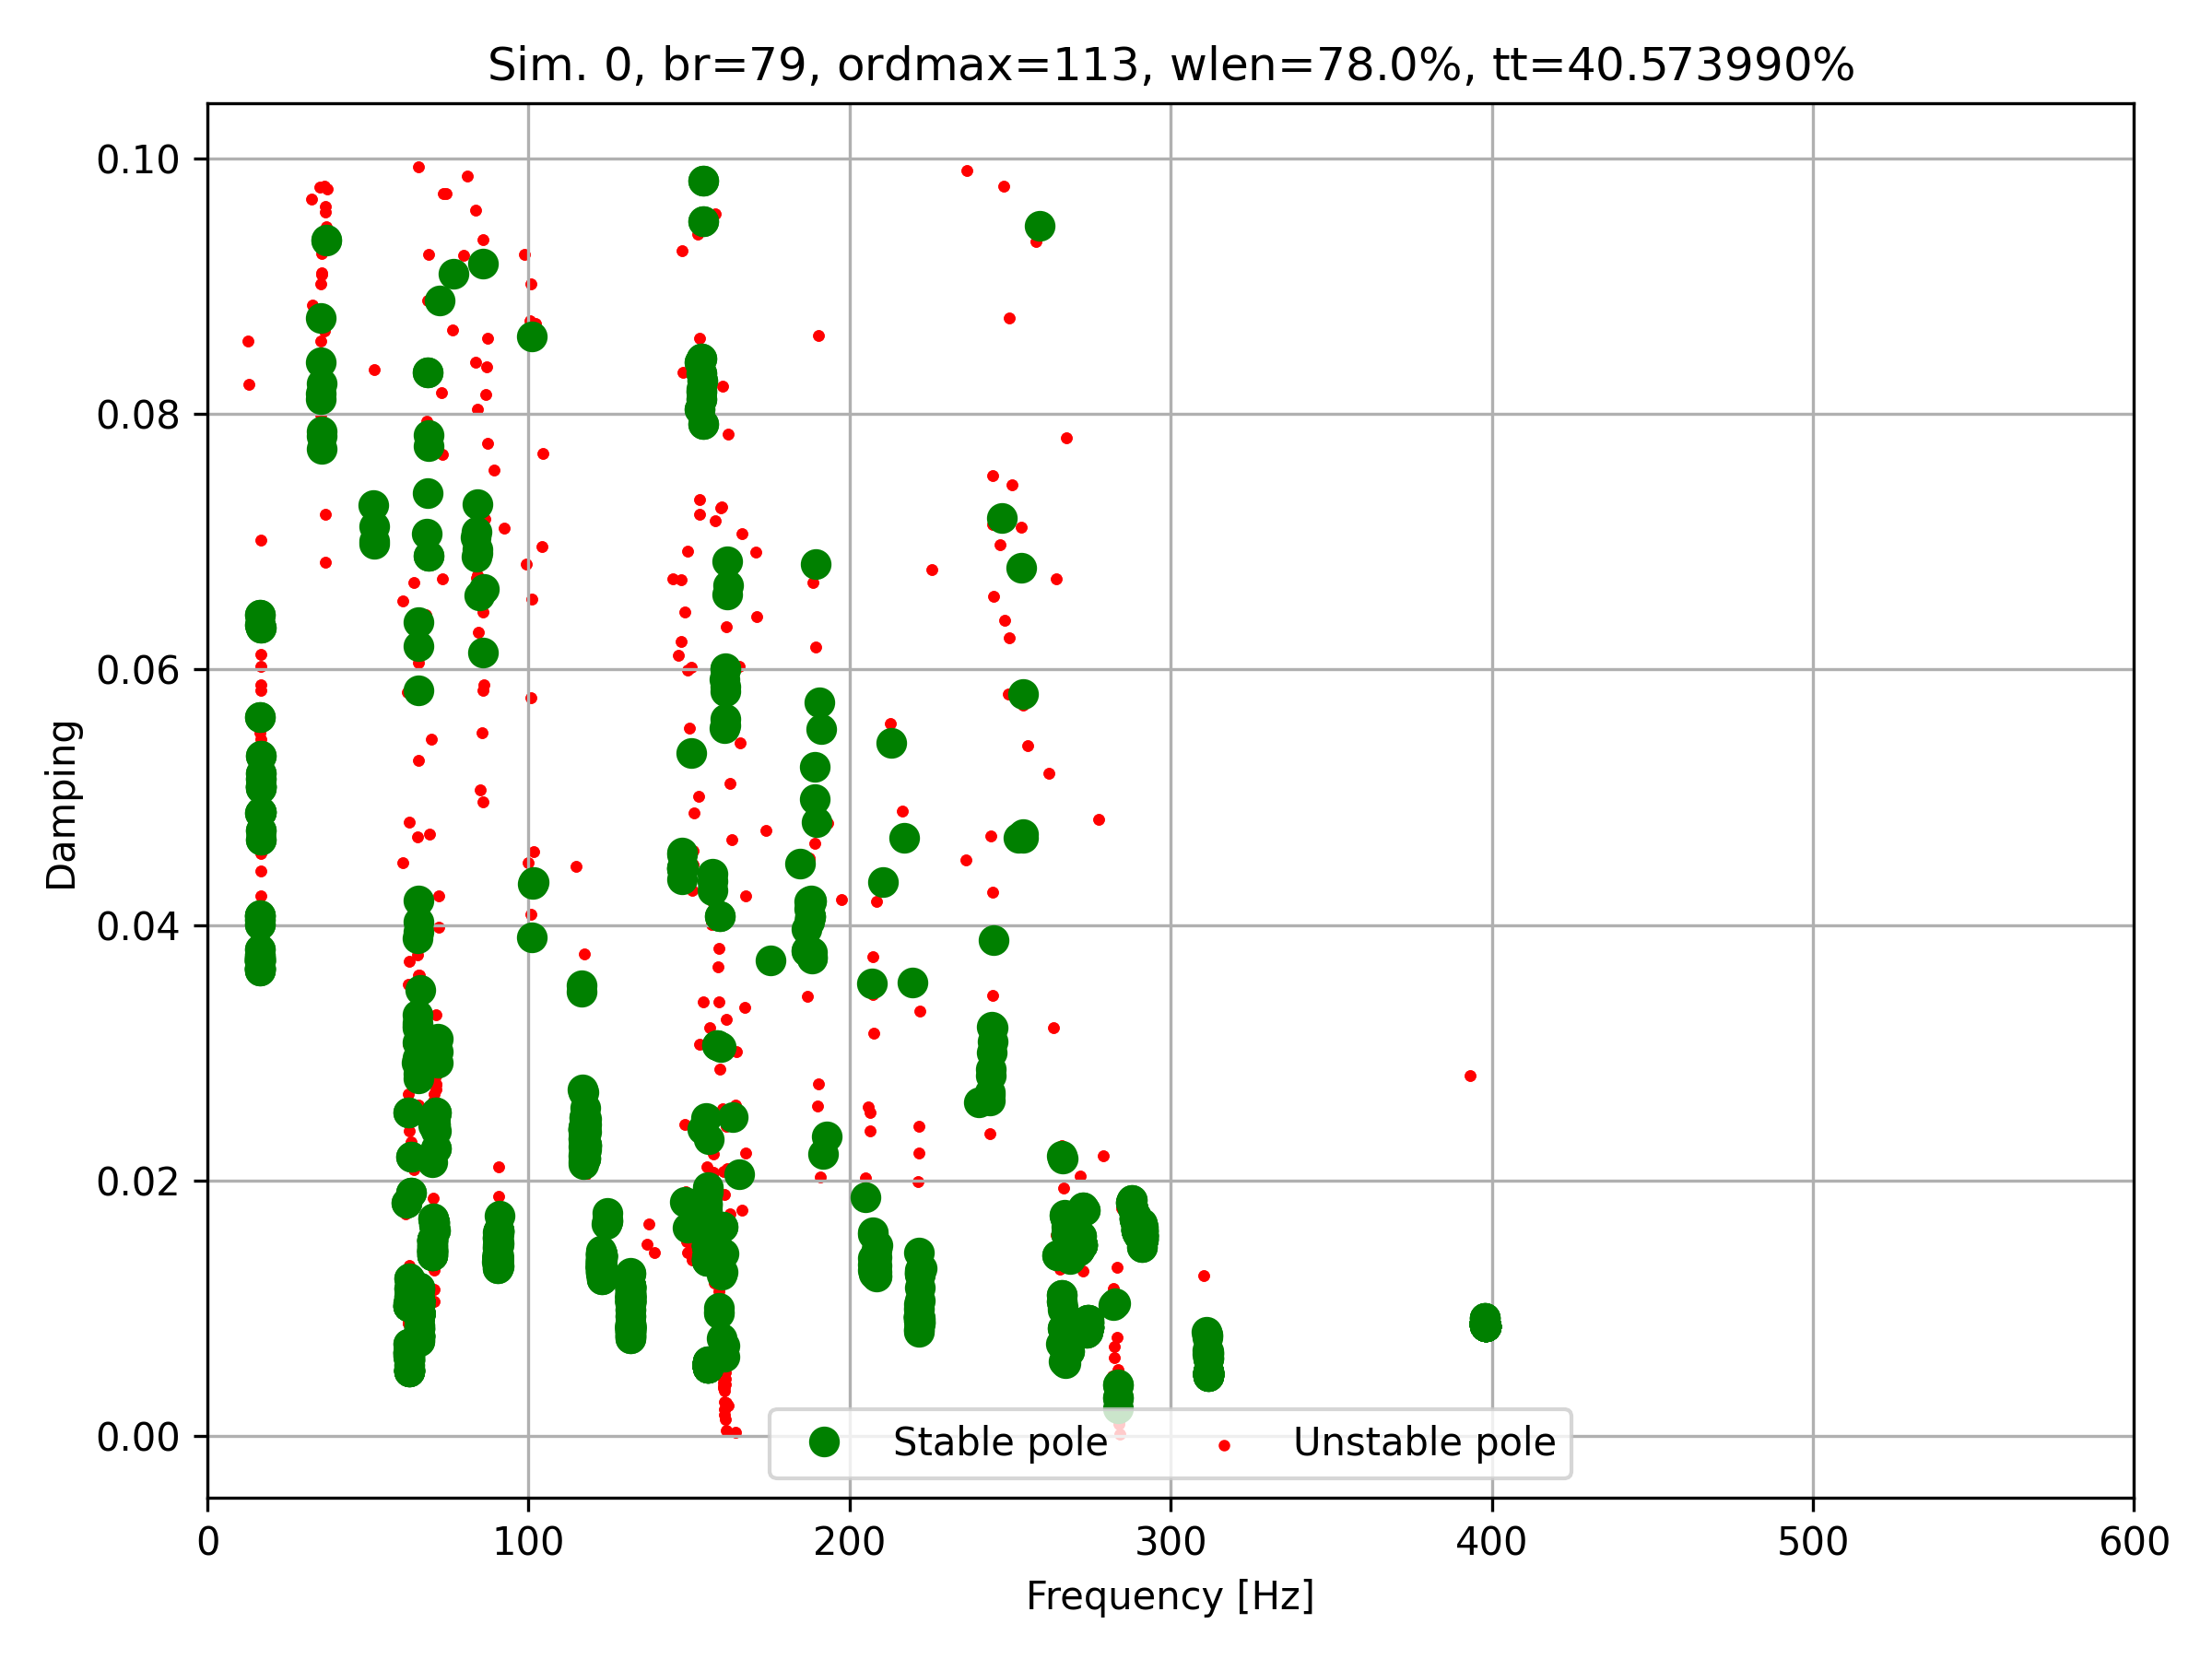 Sim. 0, br=79, ordmax=113, wlen=78.0%, tt=40.573990%
0.10
0.08
0.06
0.04
0.02
0.00
Damping
Stable pole
Unstable pole
0
100
200
300
400
500
600
Frequency [Hz]